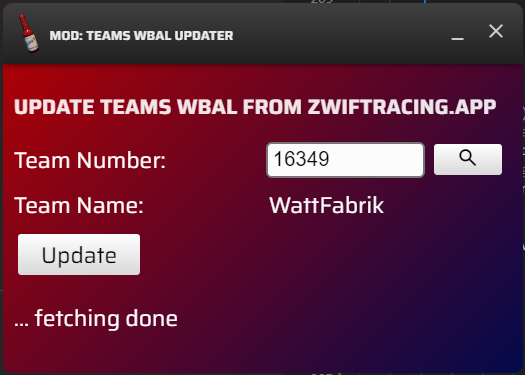 MOD: TEAMS WBAL UPDATER
UPDATE TEAMS WBAL FROM ZWIFTRACING.APP
Team Number: 16349
Team Name: WattFabrik
Update
... fetching done